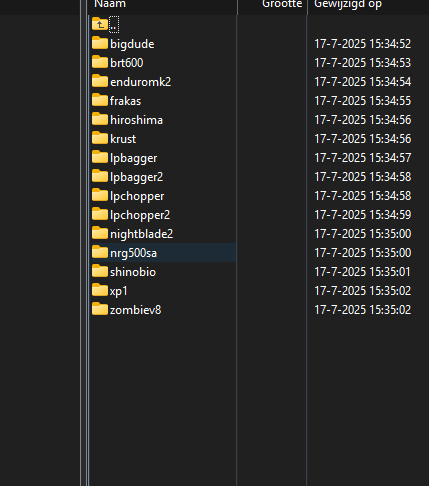 Naam Grootte Gewijzigd op
..
bigdude 17-7-2025 15:34:52
brt600 17-7-2025 15:34:53
enduromk2 17-7-2025 15:34:54
frakas 17-7-2025 15:34:55
hiroshima 17-7-2025 15:34:56
krust 17-7-2025 15:34:56
lpbagger 17-7-2025 15:34:57
lpbagger2 17-7-2025 15:34:58
lpchopper 17-7-2025 15:34:58
lpchopper2 17-7-2025 15:34:59
nightblade2 17-7-2025 15:35:00
nrg500sa 17-7-2025 15:35:00
shinobio 17-7-2025 15:35:01
xp1 17-7-2025 15:35:02
zombiev8 17-7-2025 15:35:02